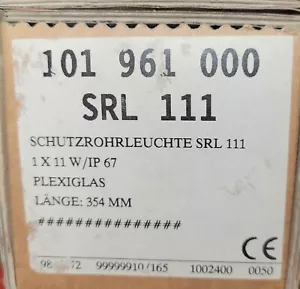 101 961 000
SRL 111
SCHUTZROHRLEUCHTE SRL 111
1 X 11 W/IP 67
PLEXIGLAS
LÄNGE: 354 MM
###############
CE
99999910/165 1002400 0050